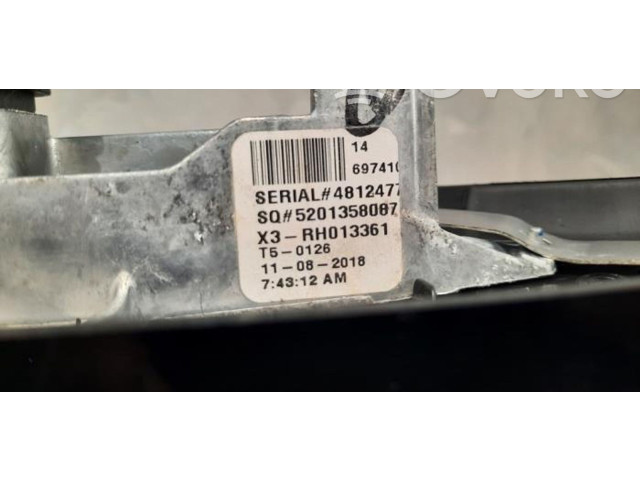 14
697410
SERIAL#4812477
SQ#5201358087
X3-RH013361
T5-0126
11-08-2018
7:43:12 AM